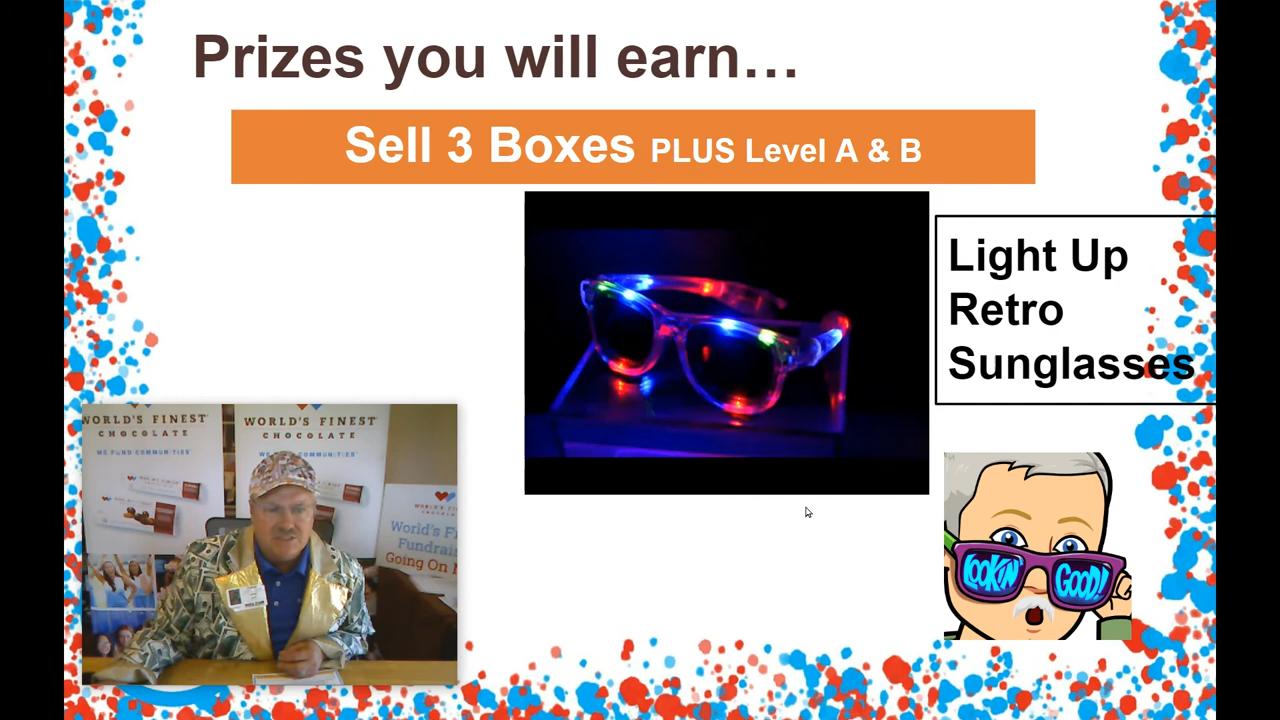 Prizes you will earn…
Sell 3 Boxes PLUS Level A & B
Light Up
Retro
Sunglasses
WORLD'S FINEST
CHOCOLATE
WE FUND COMMUNITIES
WORLD'S FINEST
CHOCOLATE
World's Fi
Fundrais
Going On
LOOKIN' GOOD!